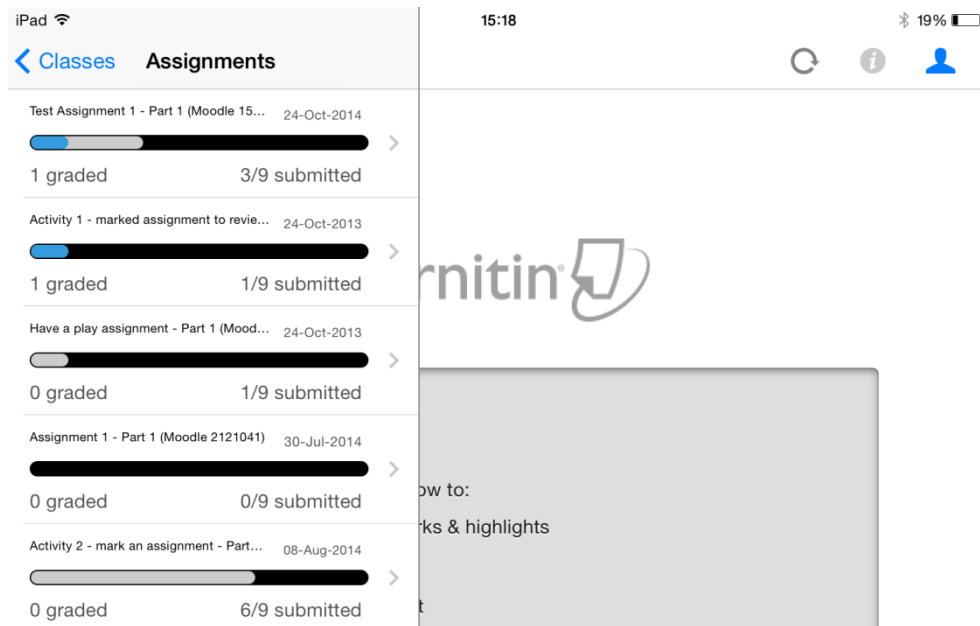 iPad 15:18 19%
Classes Assignments
Test Assignment 1 - Part 1 (Moodle 15... 24-Oct-2014
1 graded 3/9 submitted
Activity 1 - marked assignment to revie... 24-Oct-2013
1 graded 1/9 submitted
Have a play assignment - Part 1 (Mood... 24-Oct-2013
0 graded 1/9 submitted
Assignment 1 - Part 1 (Moodle 2121041) 30-Jul-2014
0 graded 0/9 submitted
Activity 2 - mark an assignment - Part... 08-Aug-2014
0 graded 6/9 submitted
rnitin
ow to:
rks & highlights
t